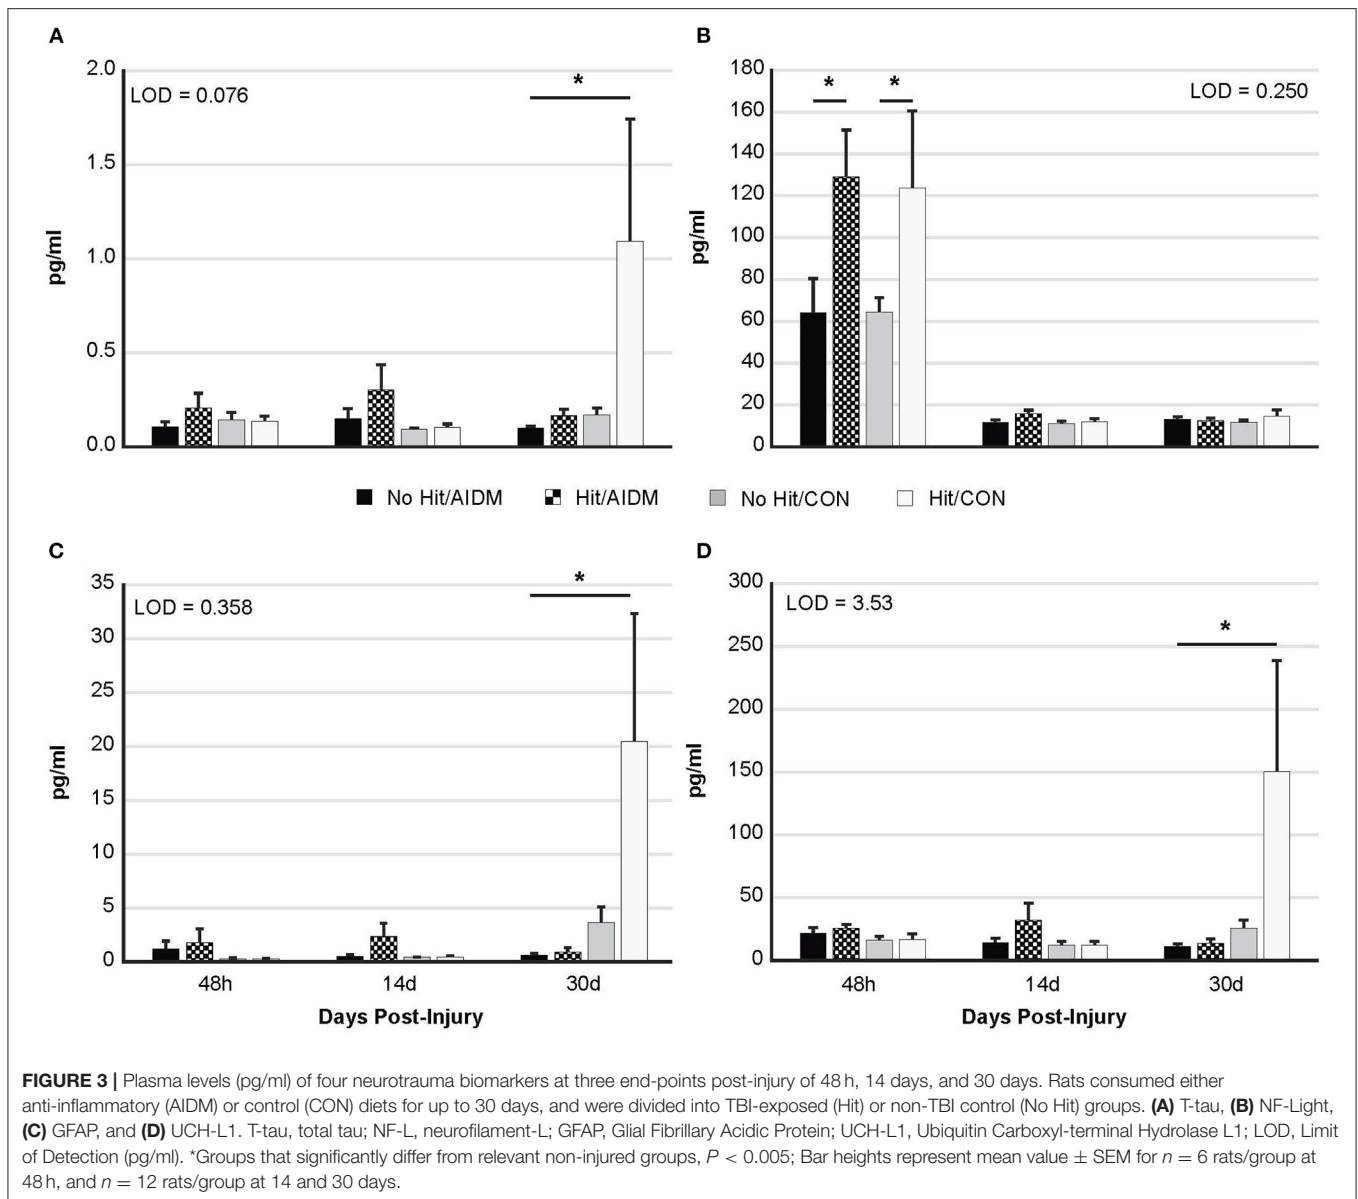 A
2.0
LOD = 0.076
*
1.5
1.0
0.5
0.0
pg/ml
B
180
LOD = 0.250
* *
160
140
120
100
80
60
40
20
0
pg/ml
No Hit/AIDM Hit/AIDM No Hit/CON Hit/CON
C
35
LOD = 0.358
*
30
25
20
15
10
5
0
pg/ml
48h 14d 30d
Days Post-Injury
D
300
LOD = 3.53
*
250
200
150
100
50
0
pg/ml
48h 14d 30d
Days Post-Injury
FIGURE 3 | Plasma levels (pg/ml) of four neurotrauma biomarkers at three end-points post-injury of 48 h, 14 days, and 30 days. Rats consumed either
anti-inflammatory (AIDM) or control (CON) diets for up to 30 days, and were divided into TBI-exposed (Hit) or non-TBI control (No Hit) groups. (A) T-tau, (B) NF-Light,
(C) GFAP, and (D) UCH-L1. T-tau, total tau; NF-L, neurofilament-L; GFAP, Glial Fibrillary Acidic Protein; UCH-L1, Ubiquitin Carboxyl-terminal Hydrolase L1; LOD, Limit
of Detection (pg/ml). *Groups that significantly differ from relevant non-injured groups, P < 0.005; Bar heights represent mean value ± SEM for n = 6 rats/group at
48 h, and n = 12 rats/group at 14 and 30 days.